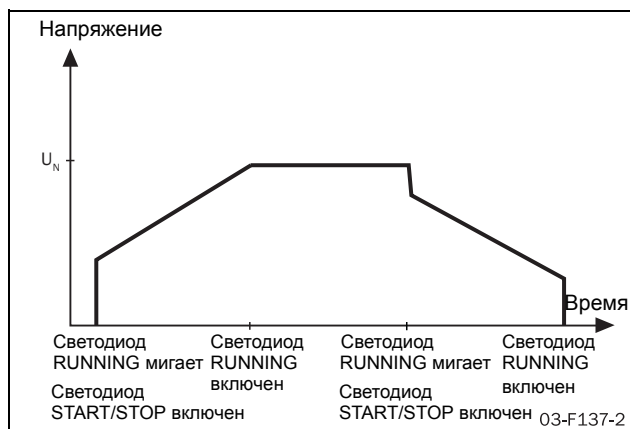 Напряжение
U_N
Время
Светодиод
RUNNING мигает
Светодиод
START/STOP включен
Светодиод
RUNNING
включен
Светодиод
RUNNING мигает
Светодиод
START/STOP включен
Светодиод
RUNNING
включен
03-F137-2